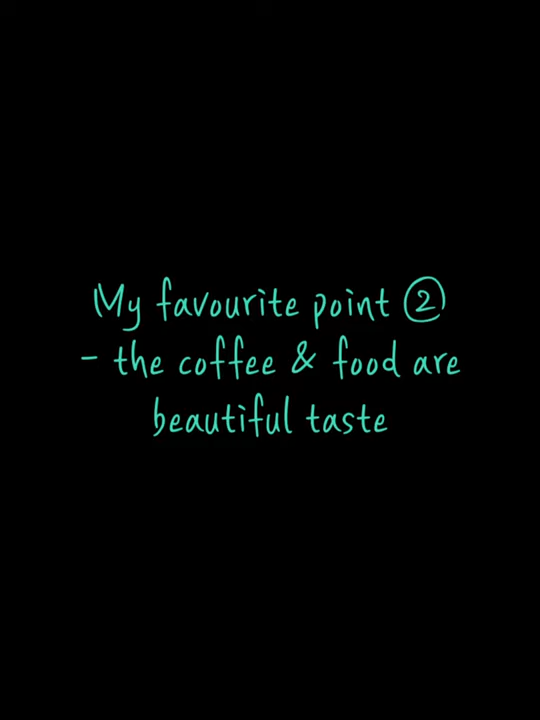 My favourite point ②
- the coffee & food are
beautiful taste